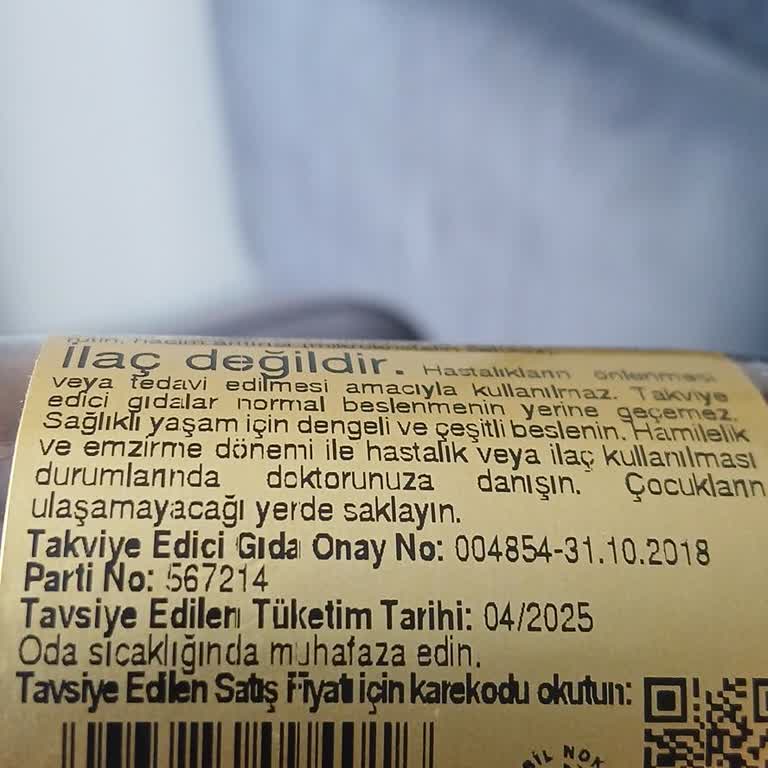 İlaç değildir. Hastalıkların önlenmesi
veya tedavi edilmesi amacıyla kullanılmaz. Takviye
edici gıdalar normal beslenmenin yerine geçemez.
Sağlıklı yaşam için dengeli ve çeşitli beslenin. Hamilelik
ve emzirme dönemi ile hastalık veya ilaç kullanılması
durumlarında doktorunuza danışın. Çocukların
ulaşamayacağı yerde saklayın.
Takviye Edici Gıda Onay No: 004854-31.10.2018
Parti No: 567214
Tavsiye Edilen Tüketim Tarihi: 04/2025
Oda sıcaklığında muhafaza edin.
Tavsiye Edilen Satış Fiyatı için karekodu okutun: